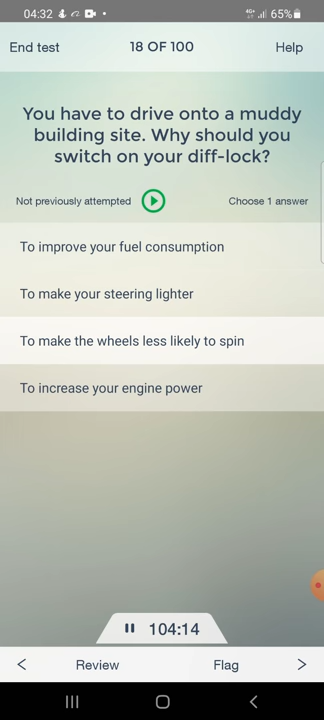 04:32
4G+ 65%
End test
18 OF 100
Help
You have to drive onto a muddy
building site. Why should you
switch on your diff-lock?
Not previously attempted
Choose 1 answer
To improve your fuel consumption
To make your steering lighter
To make the wheels less likely to spin
To increase your engine power
104:14
Review
Flag